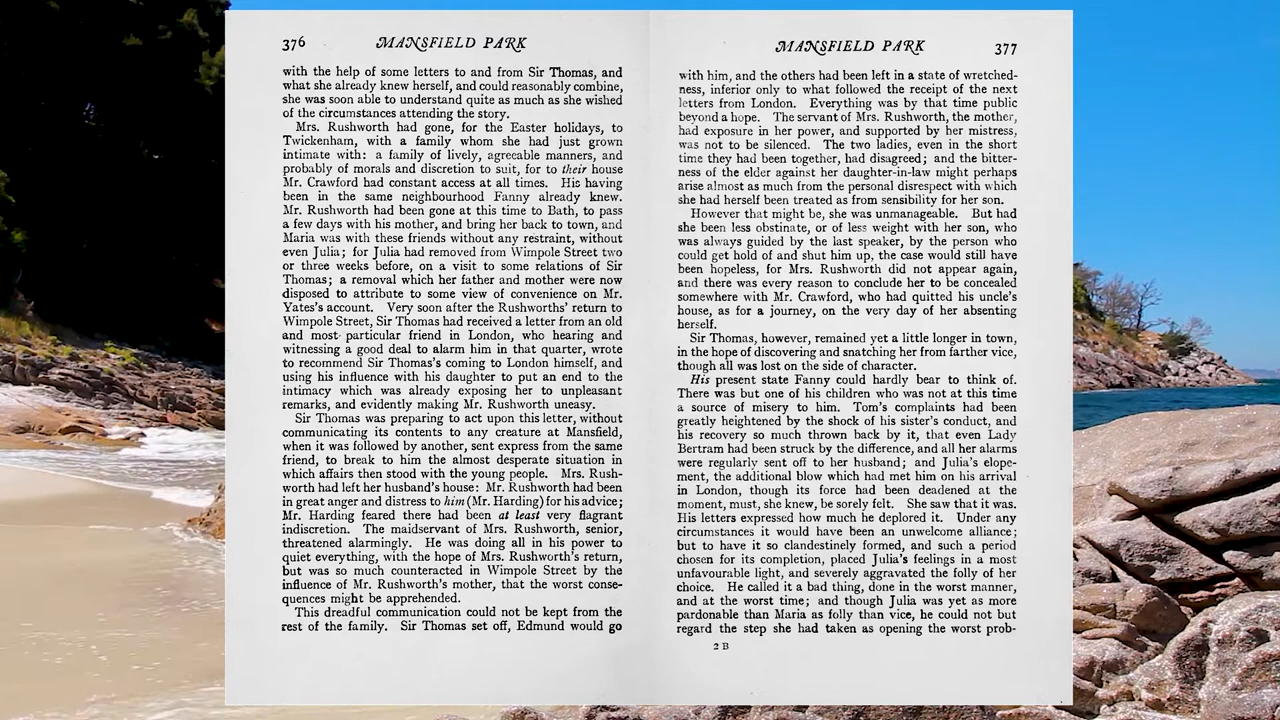 376 MANSFIELD PARK
with the help of some letters to and from Sir Thomas, and
what she already knew herself, and could reasonably combine,
she was soon able to understand quite as much as she wished
of the circumstances attending the story.
Mrs. Rushworth had gone, for the Easter holidays, to
Twickenham, with a family whom she had just grown
intimate with: a family of lively, agreeable manners, and
probably of morals and discretion to suit, for to their house
Mr. Crawford had constant access at all times. His having
been in the same neighbourhood Fanny already knew.
Mr. Rushworth had been gone at this time to Bath, to pass
a few days with his mother, and bring her back to town, and
Maria was with these friends without any restraint, without
even Julia; for Julia had removed from Wimpole Street two
or three weeks before, on a visit to some relations of Sir
Thomas; a removal which her father and mother were now
disposed to attribute to some view of convenience on Mr.
Yates's account. Very soon after the Rushworths' return to
Wimpole Street, Sir Thomas had received a letter from an old
and most particular friend in London, who hearing and
witnessing a good deal to alarm him in that quarter, wrote
to recommend Sir Thomas's coming to London himself, and
using his influence with his daughter to put an end to the
intimacy which was already exposing her to unpleasant
remarks, and evidently making Mr. Rushworth uneasy.
Sir Thomas was preparing to act upon this letter, without
communicating its contents to any creature at Mansfield,
when it was followed by another, sent express from the same
friend, to break to him the almost desperate situation in
which affairs then stood with the young people. Mrs. Rush-
worth had left her husband's house: Mr. Rushworth had been
in great anger and distress to him (Mr. Harding) for his advice;
Mr. Harding feared there had been at least very flagrant
indiscretion. The maidservant of Mrs. Rushworth, senior,
threatened alarmingly. He was doing all in his power to
quiet everything, with the hope of Mrs. Rushworth's return,
but was so much counteracted in Wimpole Street by the
influence of Mr. Rushworth's mother, that the worst conse-
quences might be apprehended.
This dreadful communication could not be kept from the
rest of the family. Sir Thomas set off, Edmund would go
MANSFIELD PARK 377
with him, and the others had been left in a state of wretched-
ness, inferior only to what followed the receipt of the next
letters from London. Everything was by that time public
beyond a hope. The servant of Mrs. Rushworth, the mother,
had exposure in her power, and supported by her mistress,
was not to be silenced. The two ladies, even in the short
time they had been together, had disagreed; and the bitter-
ness of the elder against her daughter-in-law might perhaps
arise almost as much from the personal disrespect with which
she had herself been treated as from sensibility for her son.
However that might be, she was unmanageable. But had
she been less obstinate, or of less weight with her son, who
was always guided by the last speaker, by the person who
could get hold of and shut him up, the case would still have
been hopeless, for Mrs. Rushworth did not appear again,
and there was every reason to conclude her to be concealed
somewhere with Mr. Crawford, who had quitted his uncle's
house, as for a journey, on the very day of her absenting
herself.
Sir Thomas, however, remained yet a little longer in town,
in the hope of discovering and snatching her from farther vice,
though all was lost on the side of character.
His present state Fanny could hardly bear to think of.
There was but one of his children who was not at this time
a source of misery to him. Tom's complaints had been
greatly heightened by the shock of his sister's conduct, and
his recovery so much thrown back by it, that even Lady
Bertram had been struck by the difference, and all her alarms
were regularly sent off to her husband; and Julia's elope-
ment, the additional blow which had met him on his arrival
in London, though its force had been deadened at the
moment, must, she knew, be sorely felt. She saw that it was.
His letters expressed how much he deplored it. Under any
circumstances it would have been an unwelcome alliance;
but to have it so clandestinely formed, and such a period
chosen for its completion, placed Julia's feelings in a most
unfavourable light, and severely aggravated the folly of her
choice. He called it a bad thing, done in the worst manner,
and at the worst time; and though Julia was yet as more
pardonable than Maria as folly than vice, he could not but
regard the step she had taken as opening the worst prob-
2 B